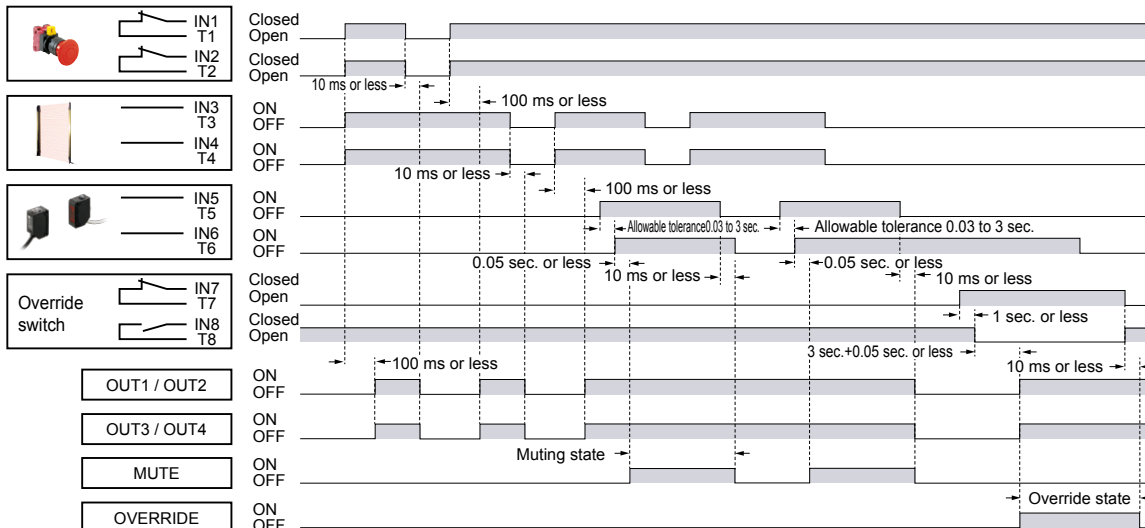 IN1 Closed
T1 Open
IN2 Closed
T2 Open
10 ms or less
100 ms or less
IN3 ON
T3 OFF
IN4 ON
T4 OFF
10 ms or less
100 ms or less
IN5 ON
T5 OFF
Allowable tolerance0.03 to 3 sec.
Allowable tolerance 0.03 to 3 sec.
IN6 ON
T6 OFF
0.05 sec. or less
0.05 sec. or less
10 ms or less
10 ms or less
Override
switch
IN7 Closed
T7 Open
1 sec. or less
IN8 Closed
T8 Open
3 sec.+0.05 sec. or less
100 ms or less
10 ms or less
OUT1 / OUT2 ON
OFF
OUT3 / OUT4 ON
OFF
Muting state
MUTE ON
OFF
Override state
OVERRIDE ON
OFF